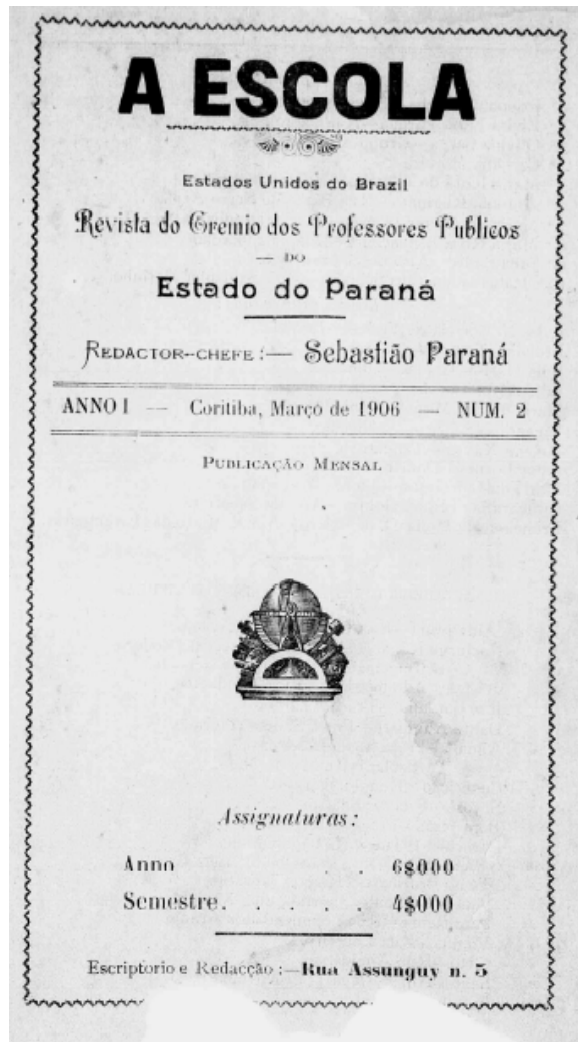 A ESCOLA
Estados Unidos do Brazil
Revista do Gremio dos Professores Publicos
— DO
Estado do Paraná
REDACTOR--CHEFE:— Sebastião Paraná
ANNO I — Coritiba, Março de 1906 — NUM. 2
PUBLICAÇÃO MENSAL
Assignaturas:
Anno . . 6$000
Semestre. . . . 4$000
Escriptorio e Redacção:—Rua Assunguy n. 5